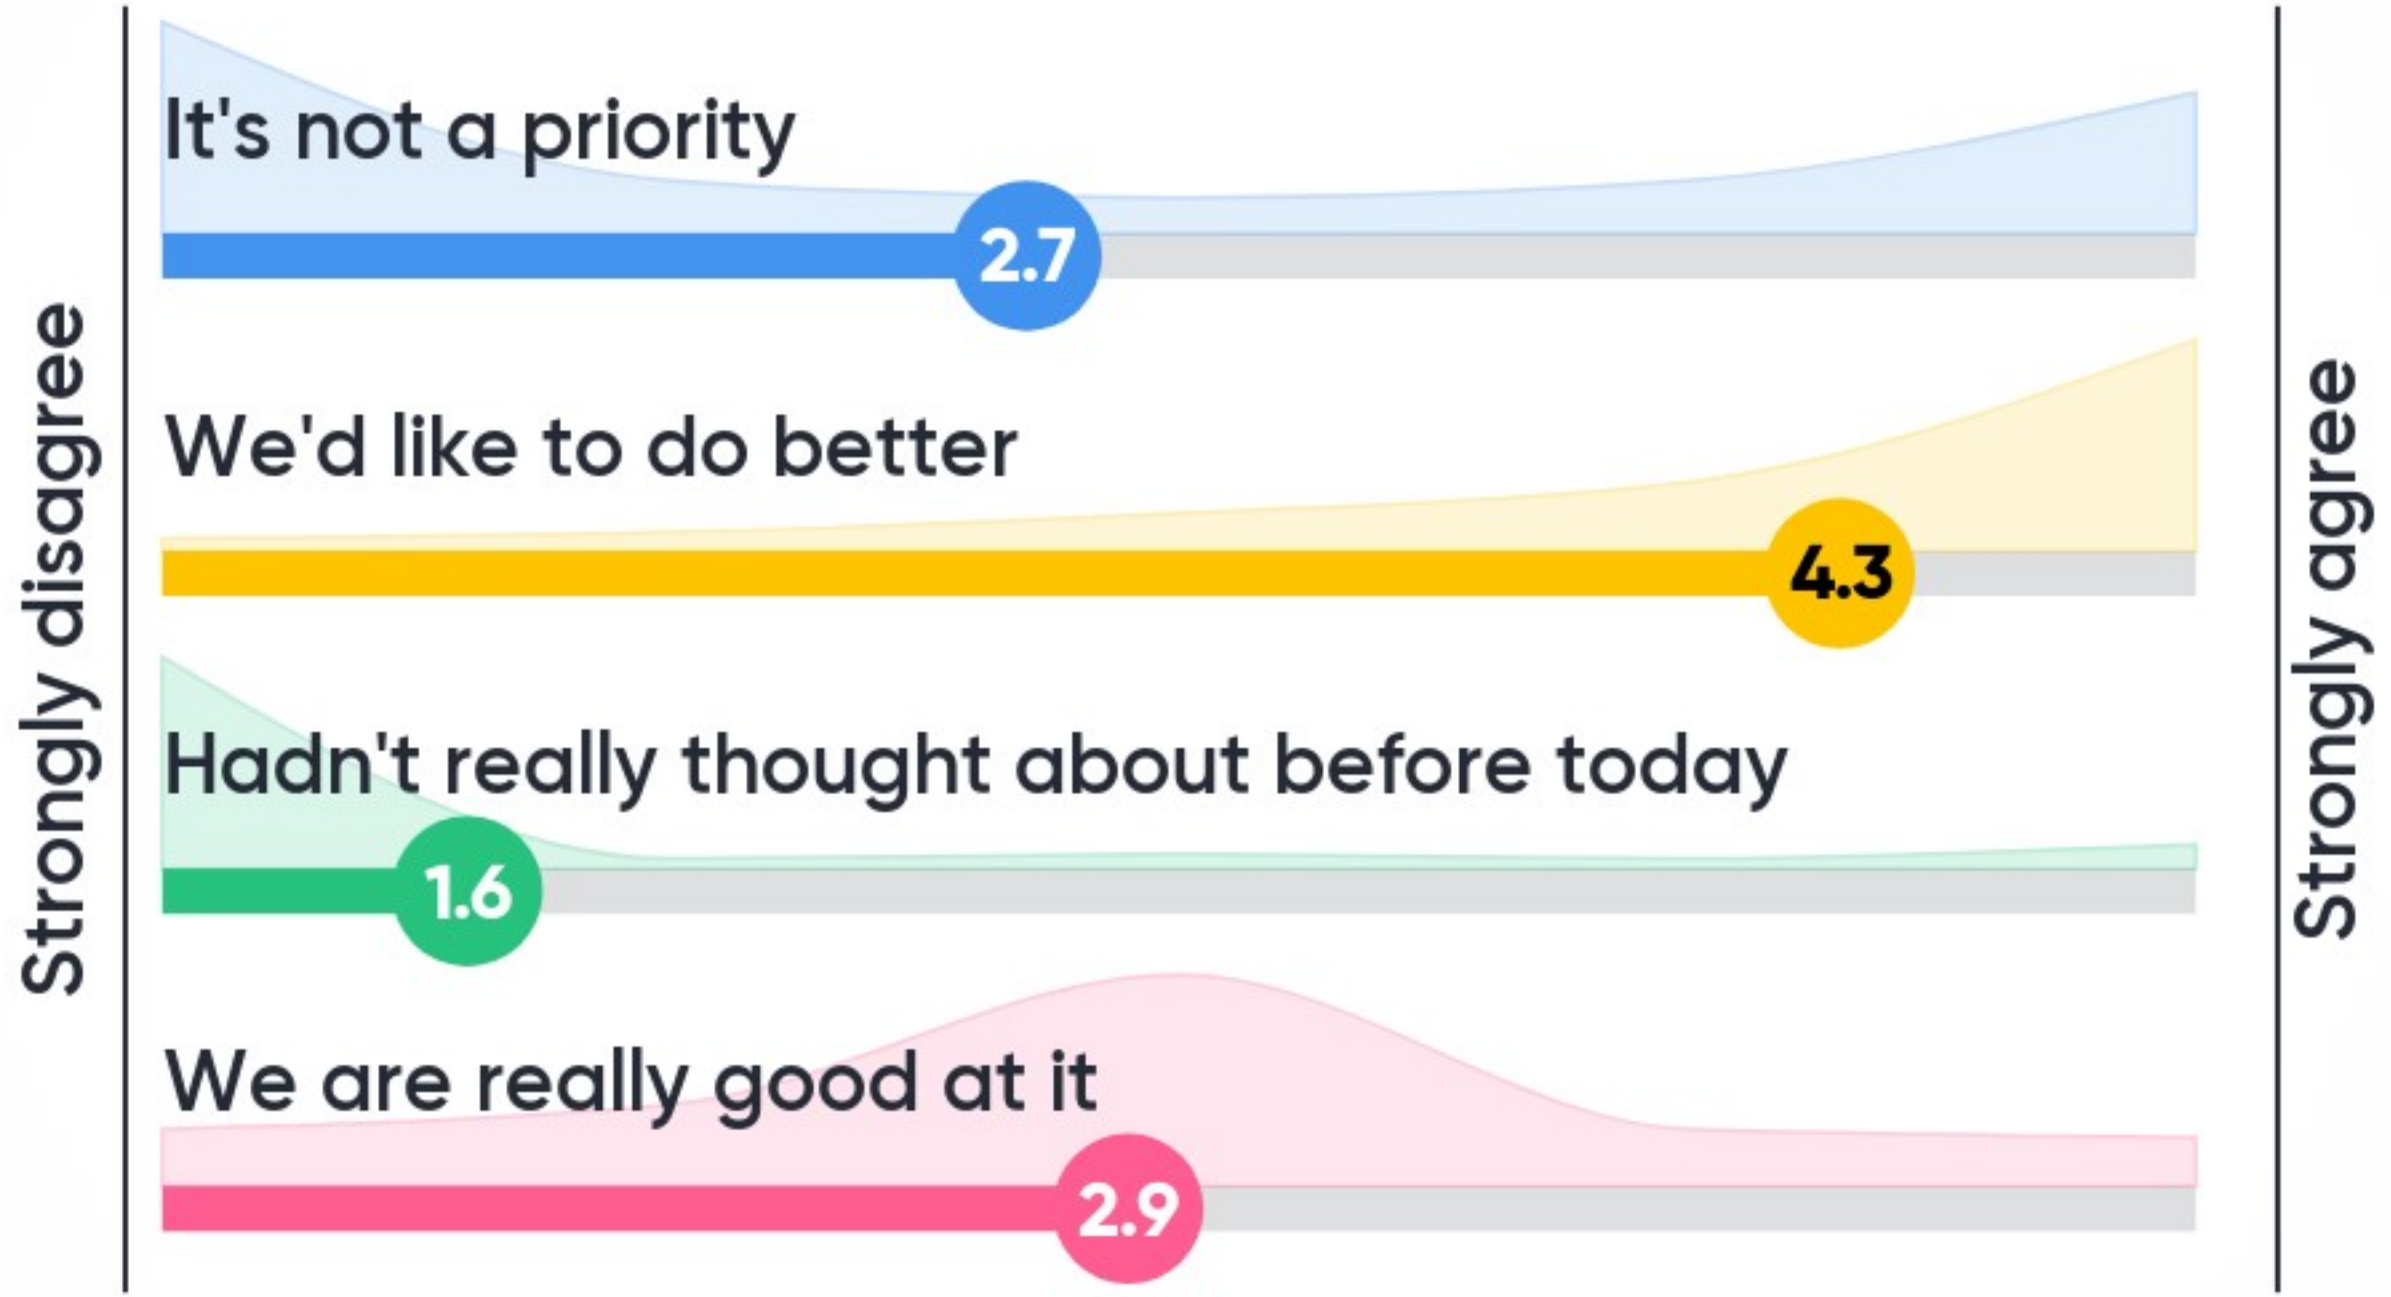 Strongly disagree
It's not a priority
2.7
We'd like to do better
4.3
Hadn't really thought about before today
1.6
We are really good at it
2.9
Strongly agree